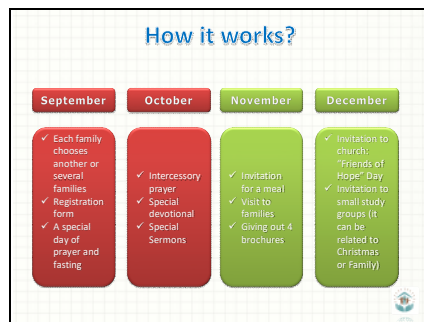 How it works?
September
October
November
December
✓ Each family
chooses
another or
several
families
✓ Registration
form
✓ A special
day of
prayer and
fasting
✓ Intercessory
prayer
✓ Special
devotional
✓ Special
Sermons
✓ Invitation
for a meal
✓ Visit to
families
✓ Giving out 4
brochures
✓ Invitation to
church:
"Friends of
Hope" Day
✓ Invitation to
small study
groups (it
can be
related to
Christmas
or Family)